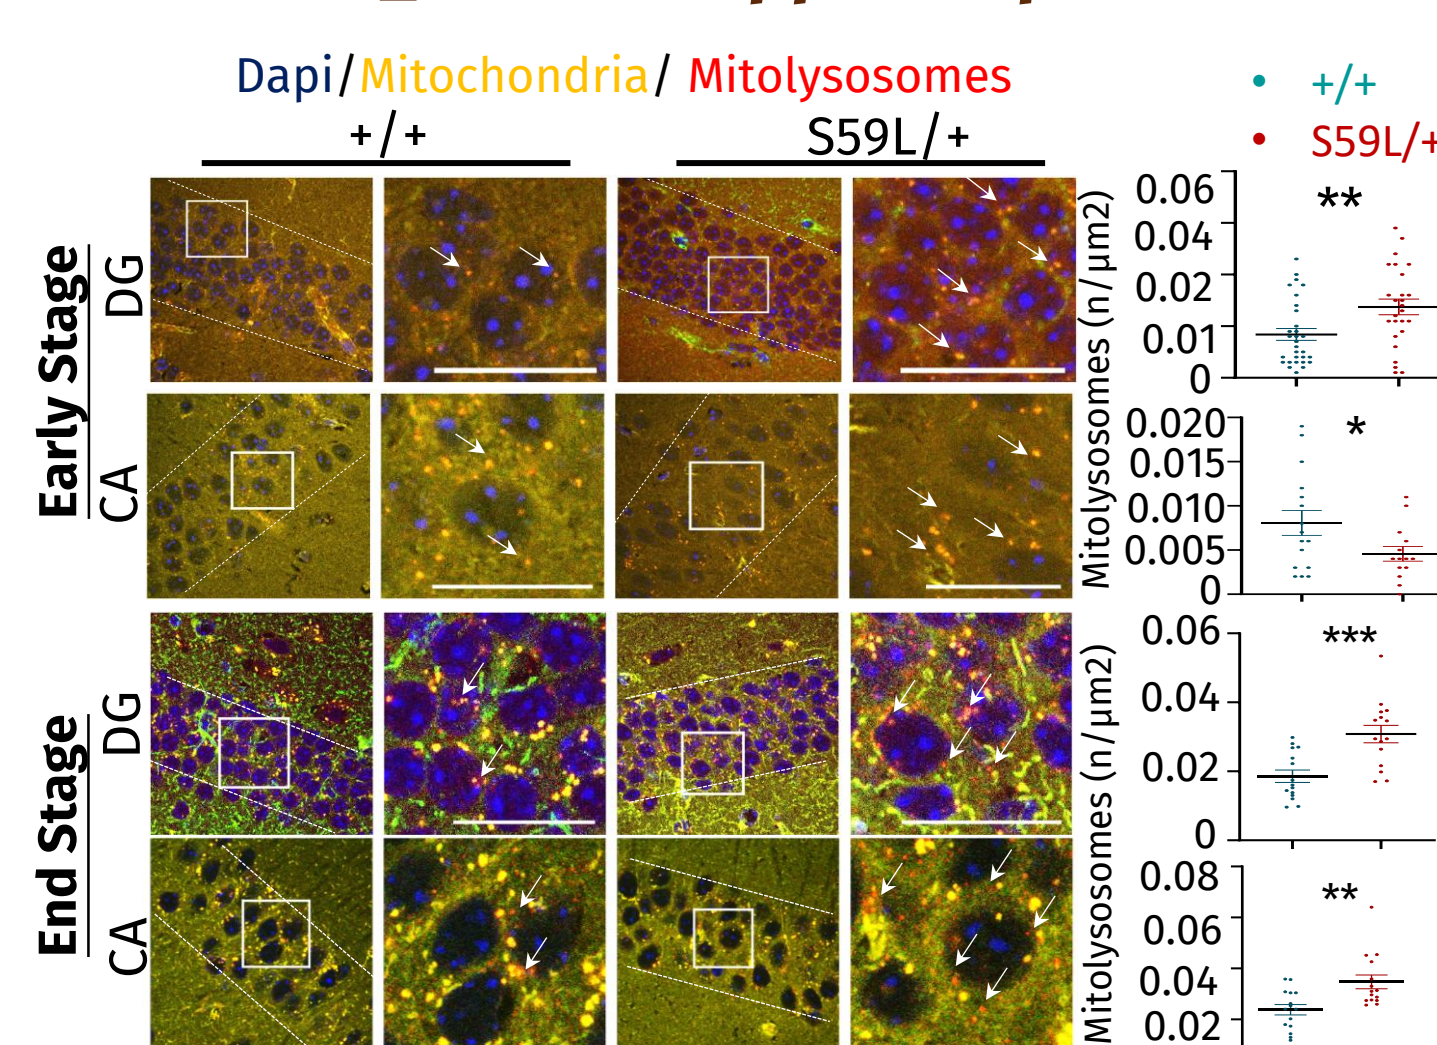 Dapi/Mitochondria/ Mitolysosomes
+/+
S59L/+
+/+
S59L/+
Early Stage
DG
CA
End Stage
DG
CA
Mitolysosomes (n/µm2)
0.06
0.04
0.02
0.01
0
**
0.020
0.015
0.010
0.005
0
*
Mitolysosomes (n/µm2)
0.06
0.04
0.02
0
***
0.08
0.06
0.04
0.02
**